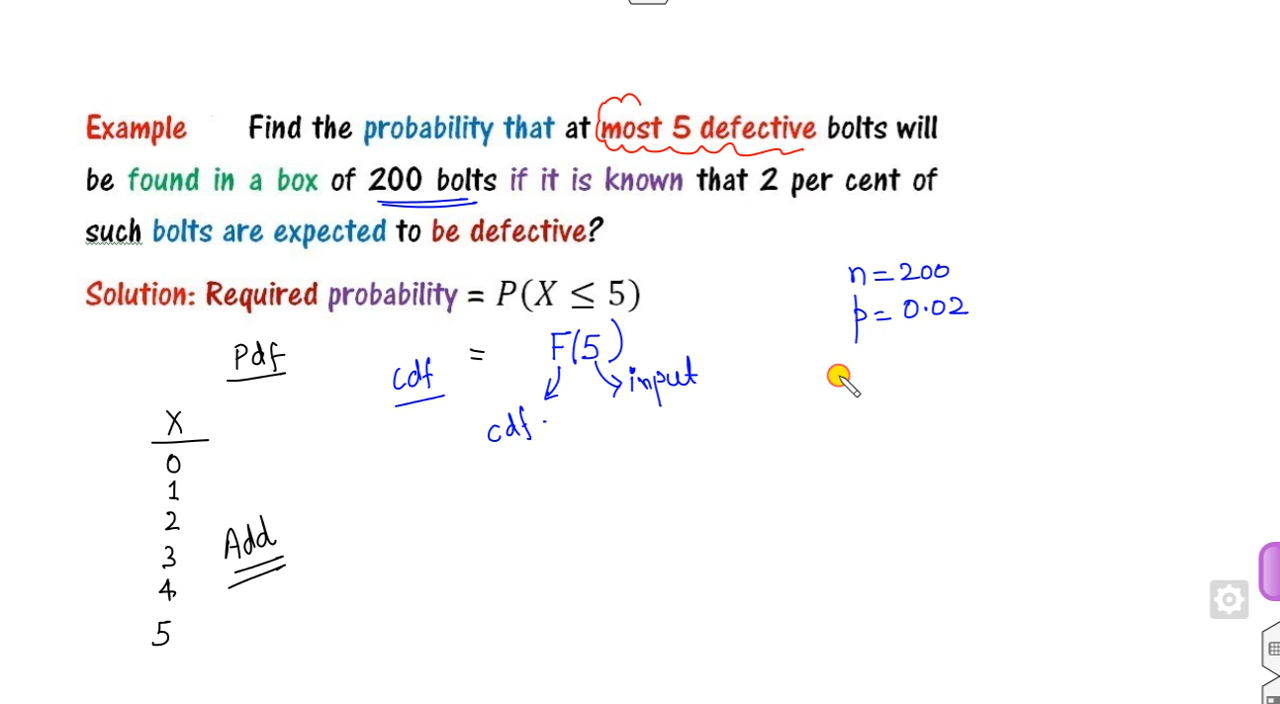 Example Find the probability that at most 5 defective bolts will
be found in a box of 200 bolts if it is known that 2 per cent of
such bolts are expected to be defective?
Solution: Required probability = P(X ≤ 5)
n = 200
p = 0.02
Pdf
cdf
= F(5)
input
cdf.
X
0
1
2
3
4
5
Add